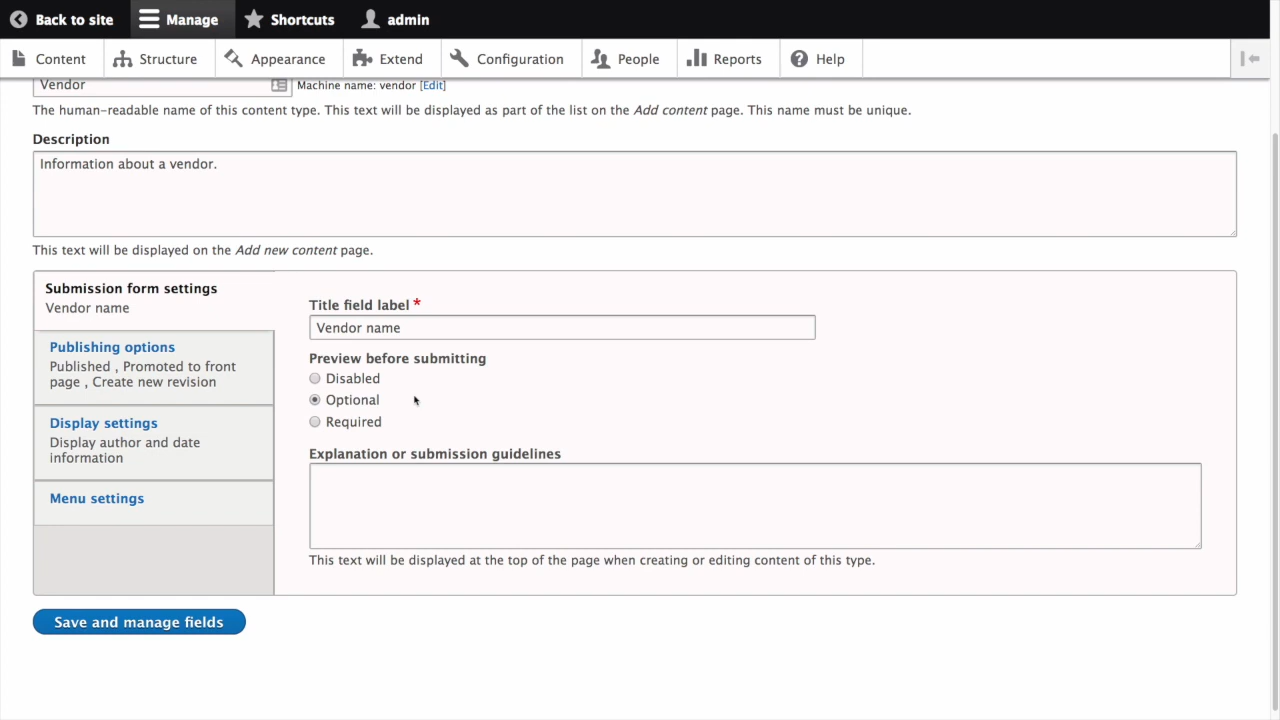 Back to site Manage Shortcuts admin
Content Structure Appearance Extend Configuration People Reports Help
Vendor Machine name: vendor [Edit]
The human-readable name of this content type. This text will be displayed as part of the list on the Add content page. This name must be unique.
Description
Information about a vendor.
This text will be displayed on the Add new content page.
Submission form settings
Vendor name
Publishing options
Published , Promoted to front
page , Create new revision
Display settings
Display author and date
information
Menu settings
Title field label *
Vendor name
Preview before submitting
Disabled
Optional
Required
Explanation or submission guidelines
This text will be displayed at the top of the page when creating or editing content of this type.
Save and manage fields